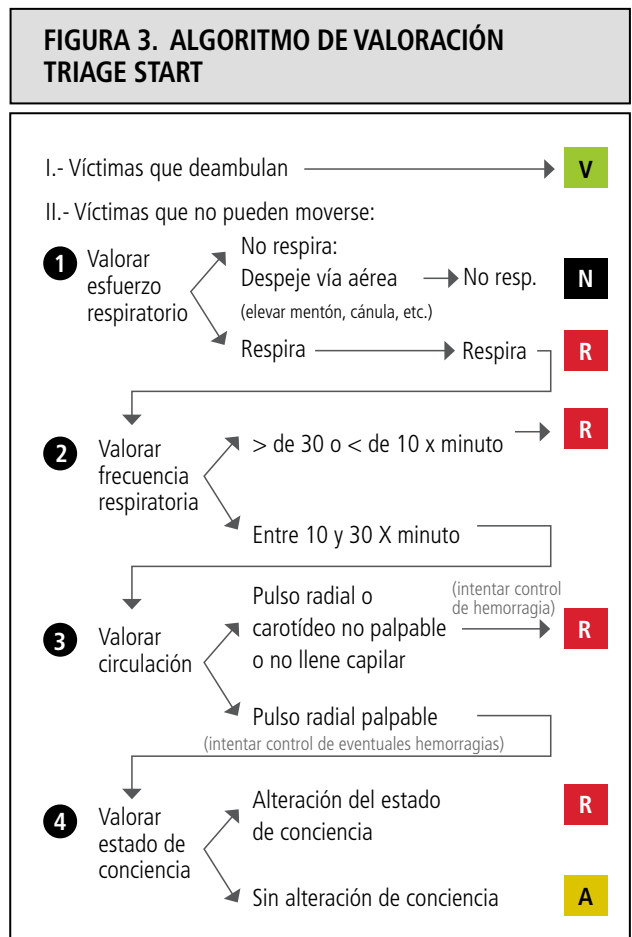 FIGURA 3. ALGORITMO DE VALORACIÓN
TRIAGE START
I.- Víctimas que deambulan
V
II.- Víctimas que no pueden moverse:
1
Valorar
esfuerzo
respiratorio
No respira:
Despeje vía aérea
(elevar mentón, cánula, etc.)
No resp.
N
Respira
Respira
R
2
Valorar
frecuencia
respiratoria
> de 30 o < de 10 x minuto
R
Entre 10 y 30 X minuto
3
Valorar
circulación
Pulso radial o
carotídeo no palpable
o no llene capilar
(intentar control
de hemorragia)
R
Pulso radial palpable
(intentar control de eventuales hemorragias)
4
Valorar
estado de
conciencia
Alteración del estado
de conciencia
R
Sin alteración de conciencia
A